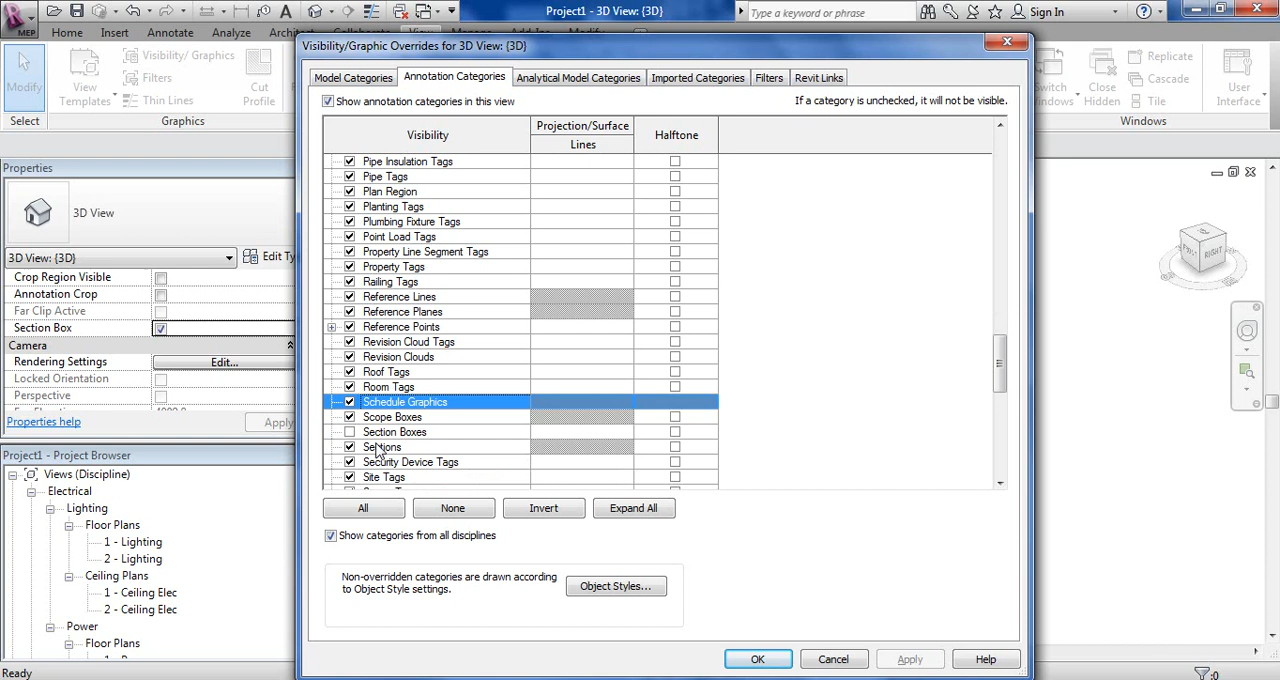 Project1 - 3D View: {3D}
Type a keyword or phrase
Sign In
MEP
Home
Insert
Annotate
Analyze
Modify
Select
View
Templates
Visibility/ Graphics
Filters
Thin Lines
Cut
Profile
Graphics
Close
Hidden
Replicate
Cascade
Tile
User
Interface
Windows
Properties
3D View
3D View: {3D}
Crop Region Visible
Annotation Crop
Far Clip Active
Section Box
Camera
Rendering Settings
Edit...
Locked Orientation
Perspective
Properties help
Project1 - Project Browser
Views (Discipline)
Electrical
Lighting
Floor Plans
1 - Lighting
2 - Lighting
Ceiling Plans
1 - Ceiling Elec
2 - Ceiling Elec
Power
Floor Plans
Ready
Visibility/Graphic Overrides for 3D View: {3D}
Model Categories
Annotation Categories
Analytical Model Categories
Imported Categories
Filters
Revit Links
Show annotation categories in this view
If a category is unchecked, it will not be visible.
Visibility
Projection/Surface
Lines
Halftone
Pipe Insulation Tags
Pipe Tags
Plan Region
Planting Tags
Plumbing Fixture Tags
Point Load Tags
Property Line Segment Tags
Property Tags
Railing Tags
Reference Lines
Reference Planes
Reference Points
Revision Cloud Tags
Revision Clouds
Roof Tags
Room Tags
Schedule Graphics
Scope Boxes
Section Boxes
Sections
Security Device Tags
Site Tags
All
None
Invert
Expand All
Show categories from all disciplines
Non-overridden categories are drawn according
to Object Style settings.
Object Styles...
OK
Cancel
Apply
Help
RIGHT
:0